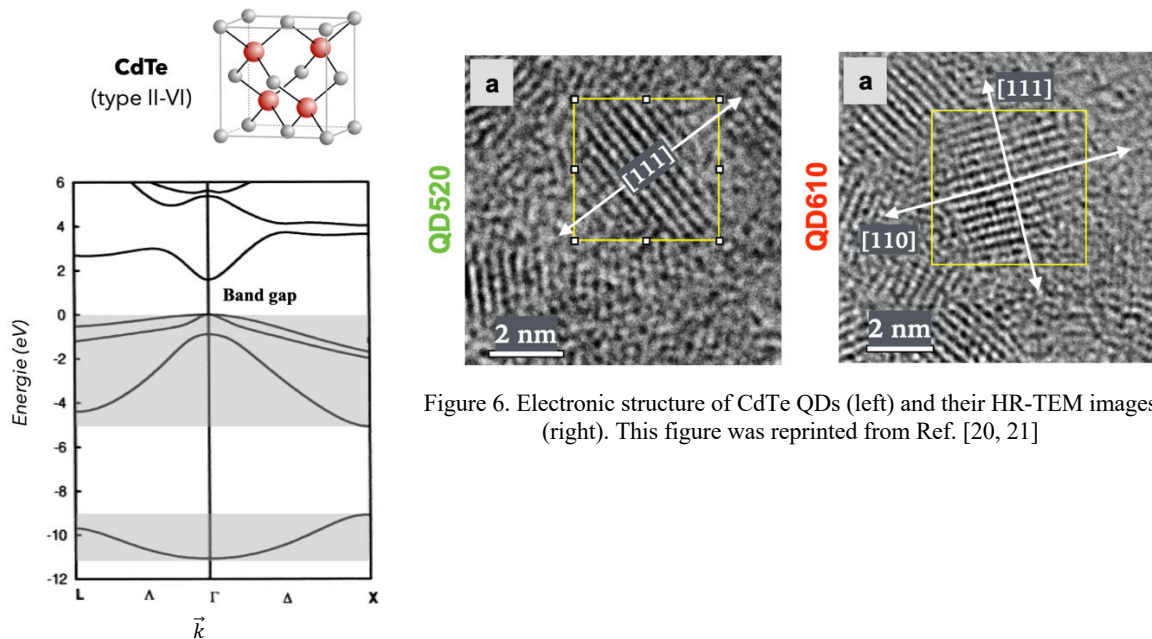 CdTe
(type II-VI)
6
4
2
0
-2
-4
-6
-8
-10
-12
Energie (eV)
Band gap
L
Λ
Γ
Δ
X
k⃗
QD520
a
[111]
2 nm
QD610
a
[111]
[110]
2 nm
Figure 6. Electronic structure of CdTe QDs (left) and their HR-TEM images
(right). This figure was reprinted from Ref. [20, 21]